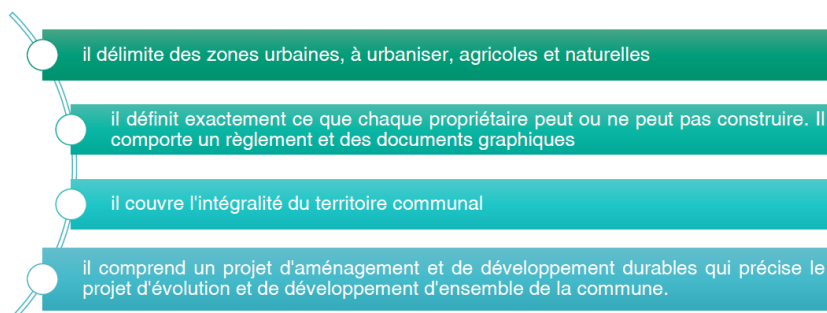 il délimite des zones urbaines, à urbaniser, agricoles et naturelles
il définit exactement ce que chaque propriétaire peut ou ne peut pas construire. Il
comporte un règlement et des documents graphiques
il couvre l'intégralité du territoire communal
il comprend un projet d'aménagement et de développement durables qui précise le
projet d'évolution et de développement d'ensemble de la commune.